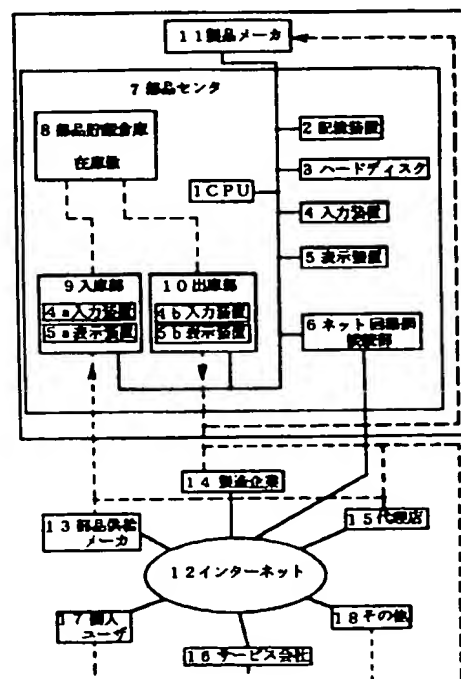 11製品メーカ
7部品センタ
8部品貯蔵倉庫
在庫数
2記憶装置
3ハードディスク
1CPU
4入力装置
5表示装置
9入庫部
4a入力装置
5a表示装置
10出庫部
4b入力装置
5b表示装置
6ネット回線網
接続部
14製造企業
13部品供給
メーカ
15代理店
12インターネット
17個人
ユーザ
16サービス会社
18その他